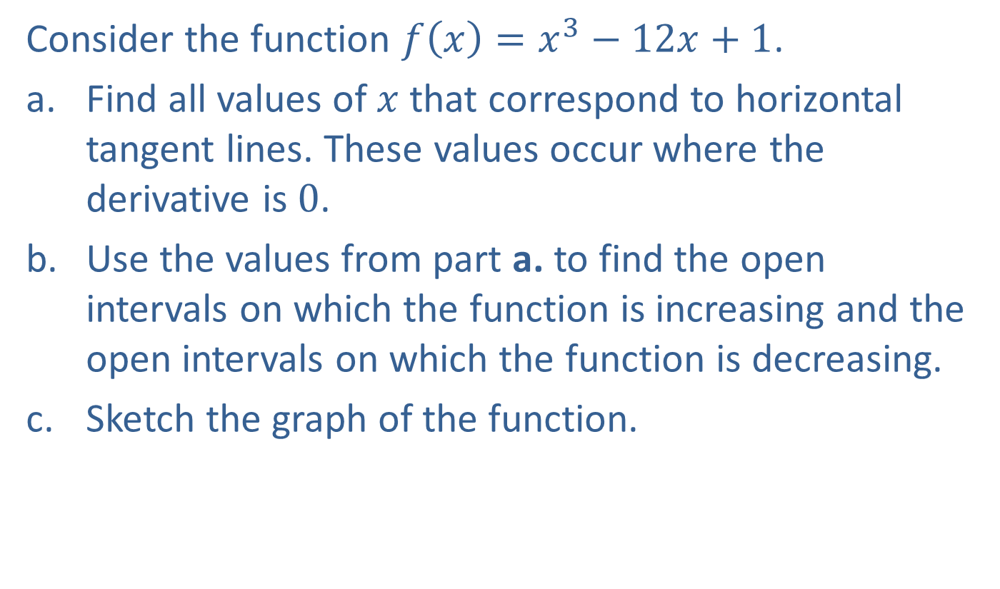 Consider the function f(x) = x³ − 12x + 1.
a. Find all values of x that correspond to horizontal
tangent lines. These values occur where the
derivative is 0.
b. Use the values from part a. to find the open
intervals on which the function is increasing and the
open intervals on which the function is decreasing.
c. Sketch the graph of the function.